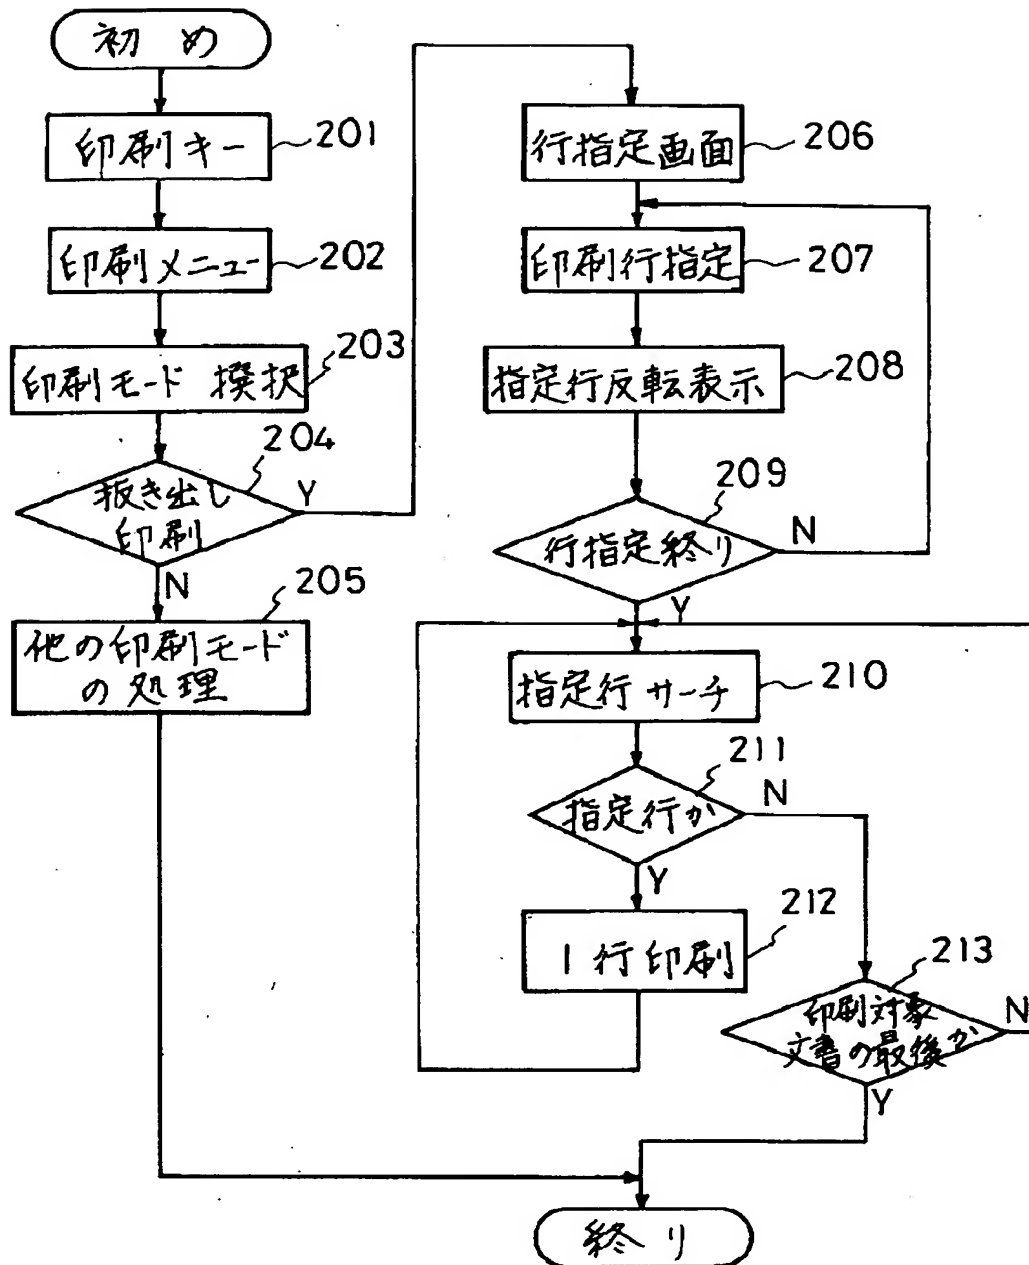 初め
印刷キー
201
印刷メニュー
202
印刷モード 選択
203
204
抜き出し
印刷
Y
N
205
他の印刷モード
の処理
行指定画面
206
印刷行指定
207
指定行反転表示
208
209
行指定終り
N
Y
指定行サーチ
210
211
指定行か
N
Y
212
1行印刷
213
印刷対象
文書の最後か
N
Y
終り